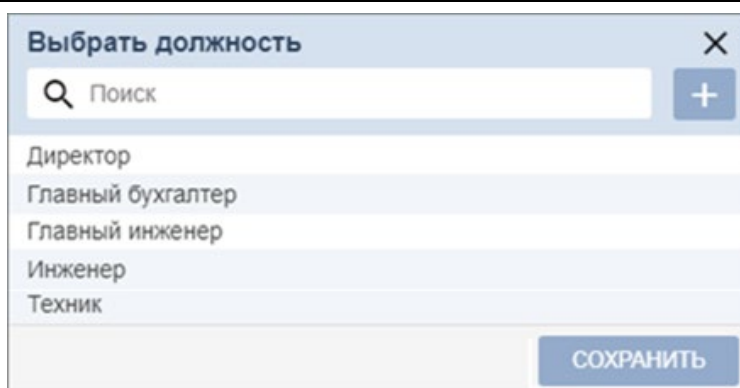 Выбрать должность
Поиск
Директор
Главный бухгалтер
Главный инженер
Инженер
Техник
СОХРАНИТЬ